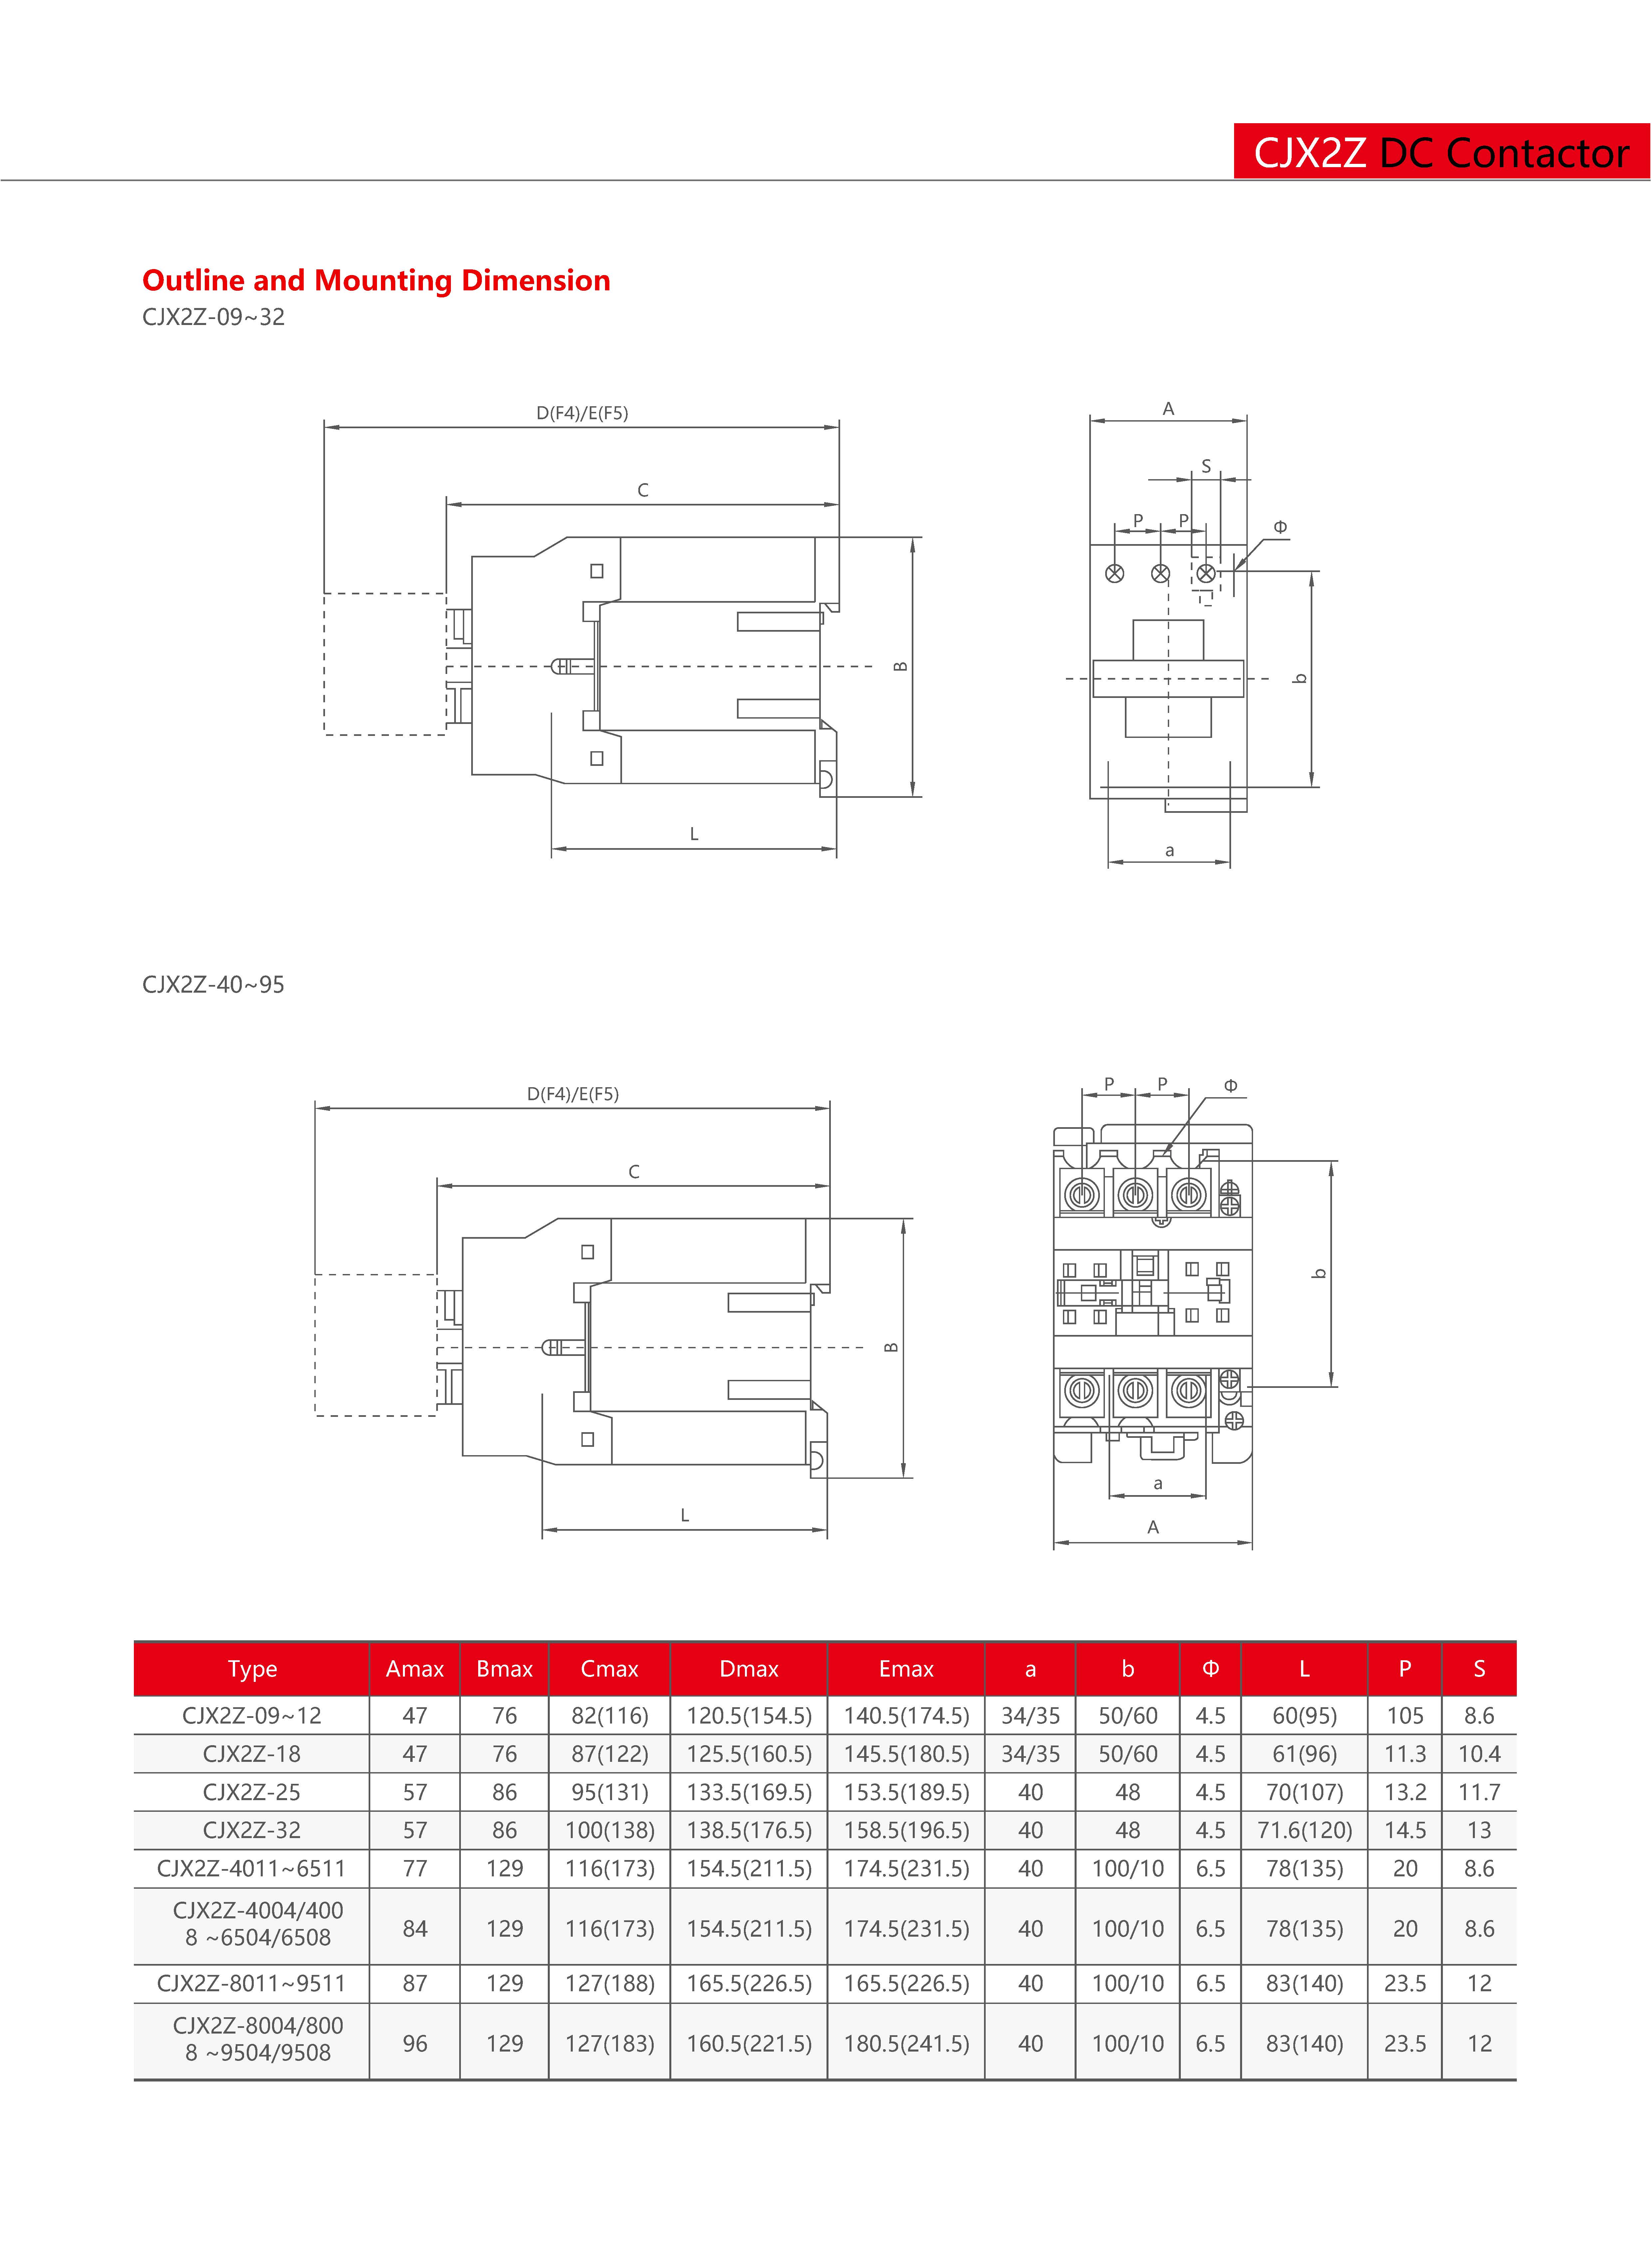 CJX2Z DC Contactor
Outline and Mounting Dimension
CJX2Z-09~32
D(F4)/E(F5)
C
B
L
A
S
P P
Φ
b
a
CJX2Z-40~95
D(F4)/E(F5)
C
B
L
P P Φ
b
a
A
Type Amax Bmax Cmax Dmax Emax a b Φ L P S
CJX2Z-09~12 47 76 82(116) 120.5(154.5) 140.5(174.5) 34/35 50/60 4.5 60(95) 105 8.6
CJX2Z-18 47 76 87(122) 125.5(160.5) 145.5(180.5) 34/35 50/60 4.5 61(96) 11.3 10.4
CJX2Z-25 57 86 95(131) 133.5(169.5) 153.5(189.5) 40 48 4.5 70(107) 13.2 11.7
CJX2Z-32 57 86 100(138) 138.5(176.5) 158.5(196.5) 40 48 4.5 71.6(120) 14.5 13
CJX2Z-4011~6511 77 129 116(173) 154.5(211.5) 174.5(231.5) 40 100/10 6.5 78(135) 20 8.6
CJX2Z-4004/400
8 ~6504/6508 84 129 116(173) 154.5(211.5) 174.5(231.5) 40 100/10 6.5 78(135) 20 8.6
CJX2Z-8011~9511 87 129 127(188) 165.5(226.5) 165.5(226.5) 40 100/10 6.5 83(140) 23.5 12
CJX2Z-8004/800
8 ~9504/9508 96 129 127(183) 160.5(221.5) 180.5(241.5) 40 100/10 6.5 83(140) 23.5 12